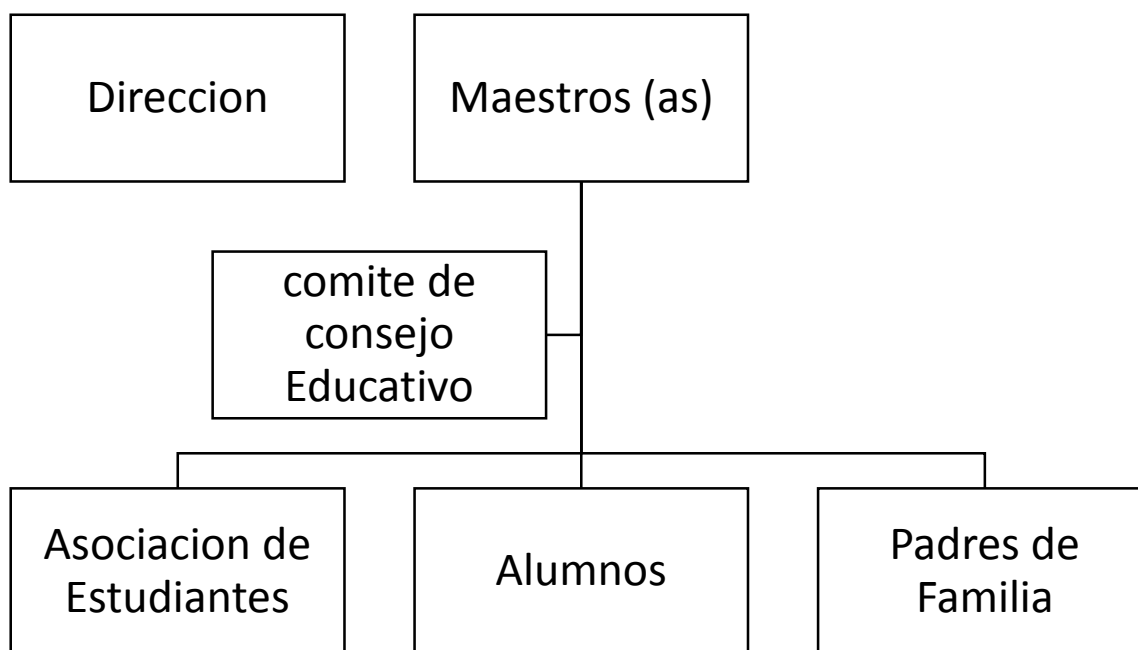 Direccion
Maestros (as)
comite de
consejo
Educativo
Asociacion de
Estudiantes
Alumnos
Padres de
Familia